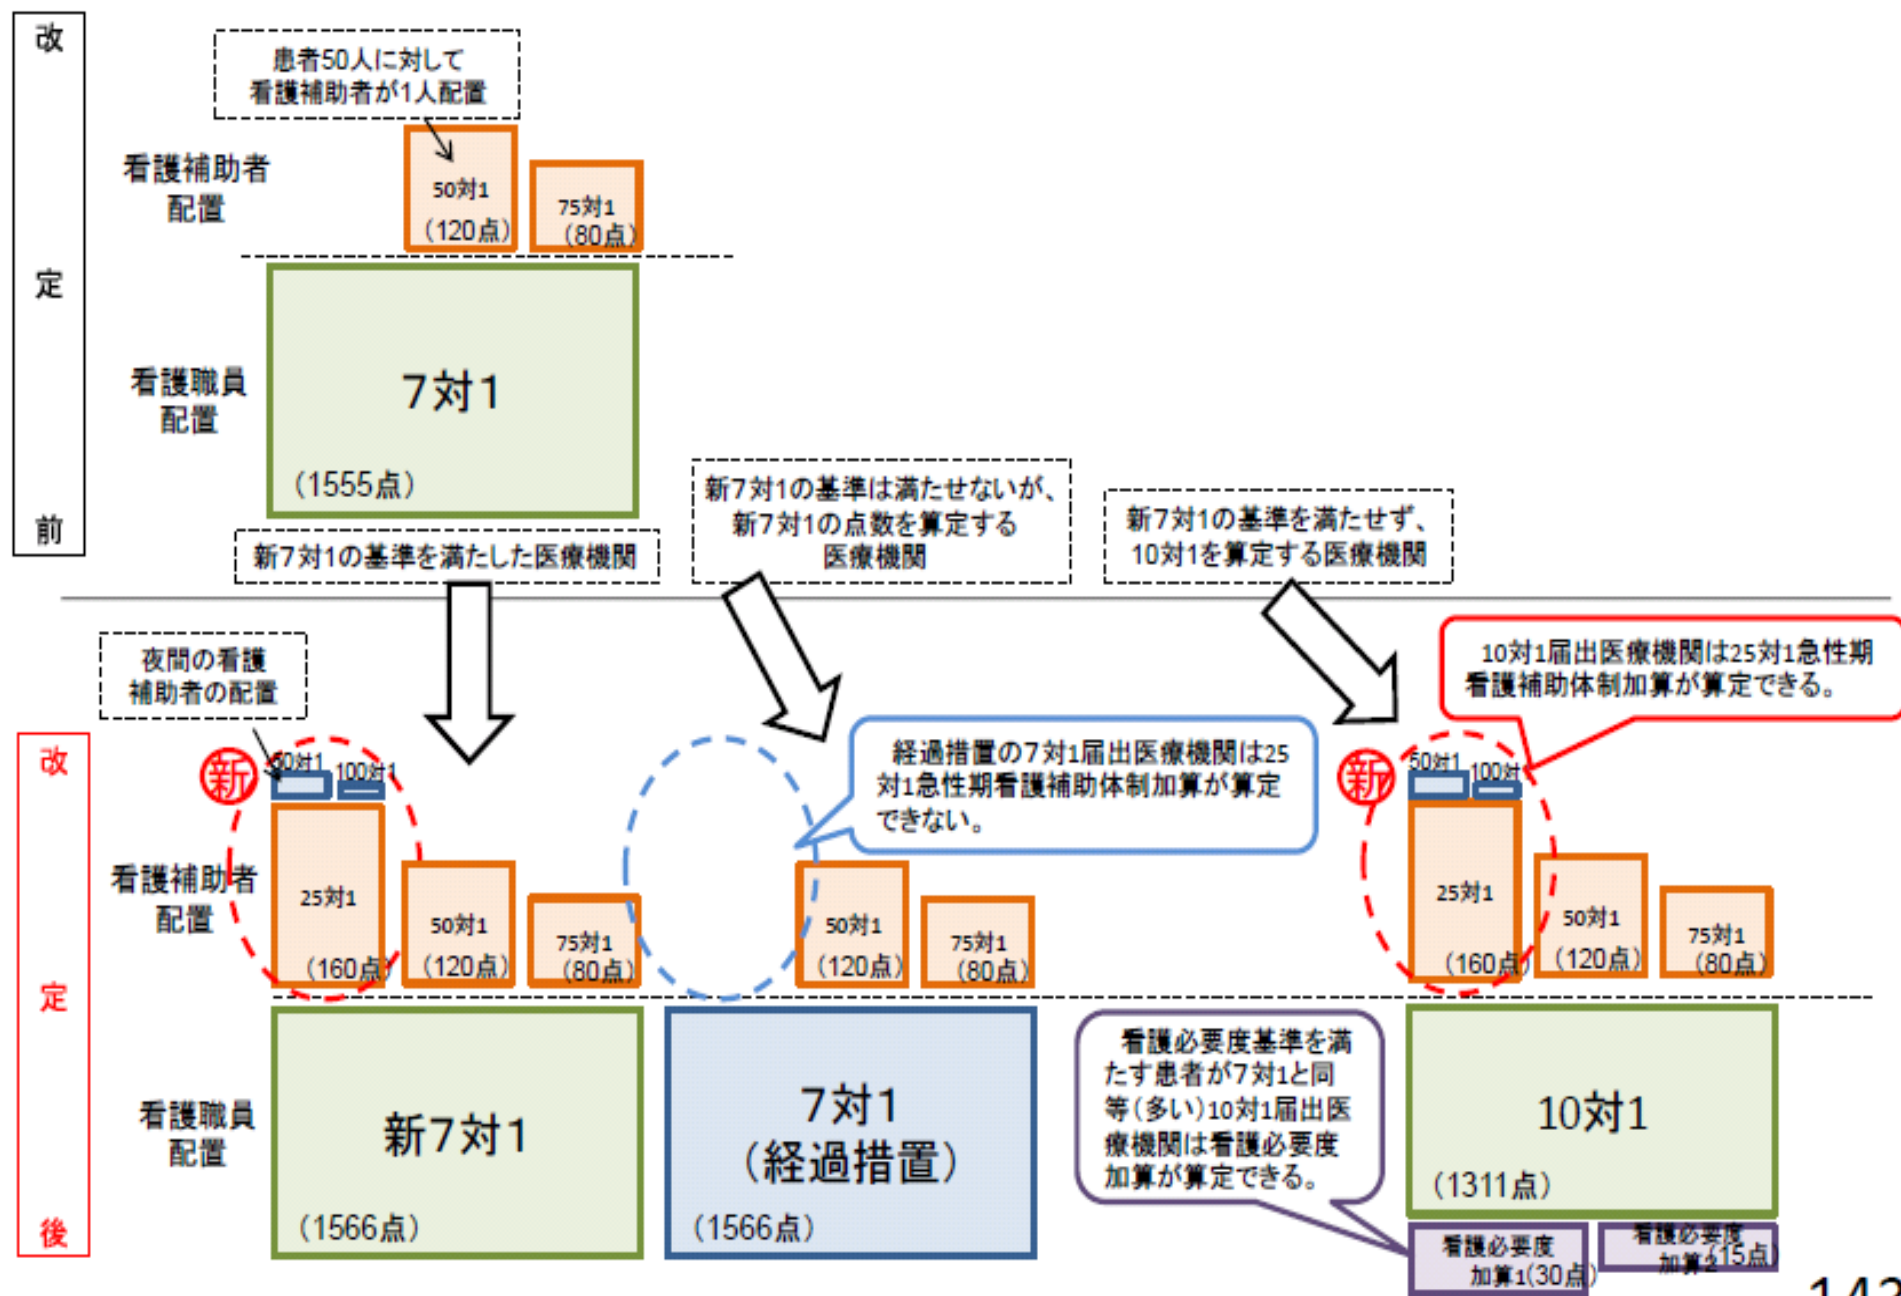 改
定
前
患者50人に対して
看護補助者が1人配置
看護補助者
配置
50対1
(120点)
75対1
(80点)
看護職員
配置
7対1
(1555点)
新7対1の基準を満たした医療機関
新7対1の基準は満たせないが、
新7対1の点数を算定する
医療機関
新7対1の基準を満たせず、
10対1を算定する医療機関
改
定
後
夜間の看護
補助者の配置
新
50対1
100対1
看護補助者
配置
25対1
(160点)
50対1
(120点)
75対1
(80点)
経過措置の7対1届出医療機関は25
対1急性期看護補助体制加算が算定
できない。
50対1
(120点)
75対1
(80点)
10対1届出医療機関は25対1急性期
看護補助体制加算が算定できる。
新
50対1
100対1
25対1
(160点)
50対1
(120点)
75対1
(80点)
看護職員
配置
新7対1
(1566点)
7対1
(経過措置)
(1566点)
看護必要度基準を満
たす患者が7対1と同
等(多い)10対1届出医
療機関は看護必要度
加算が算定できる。
10対1
(1311点)
看護必要度
加算1(30点)
看護必要度
加算2(15点)